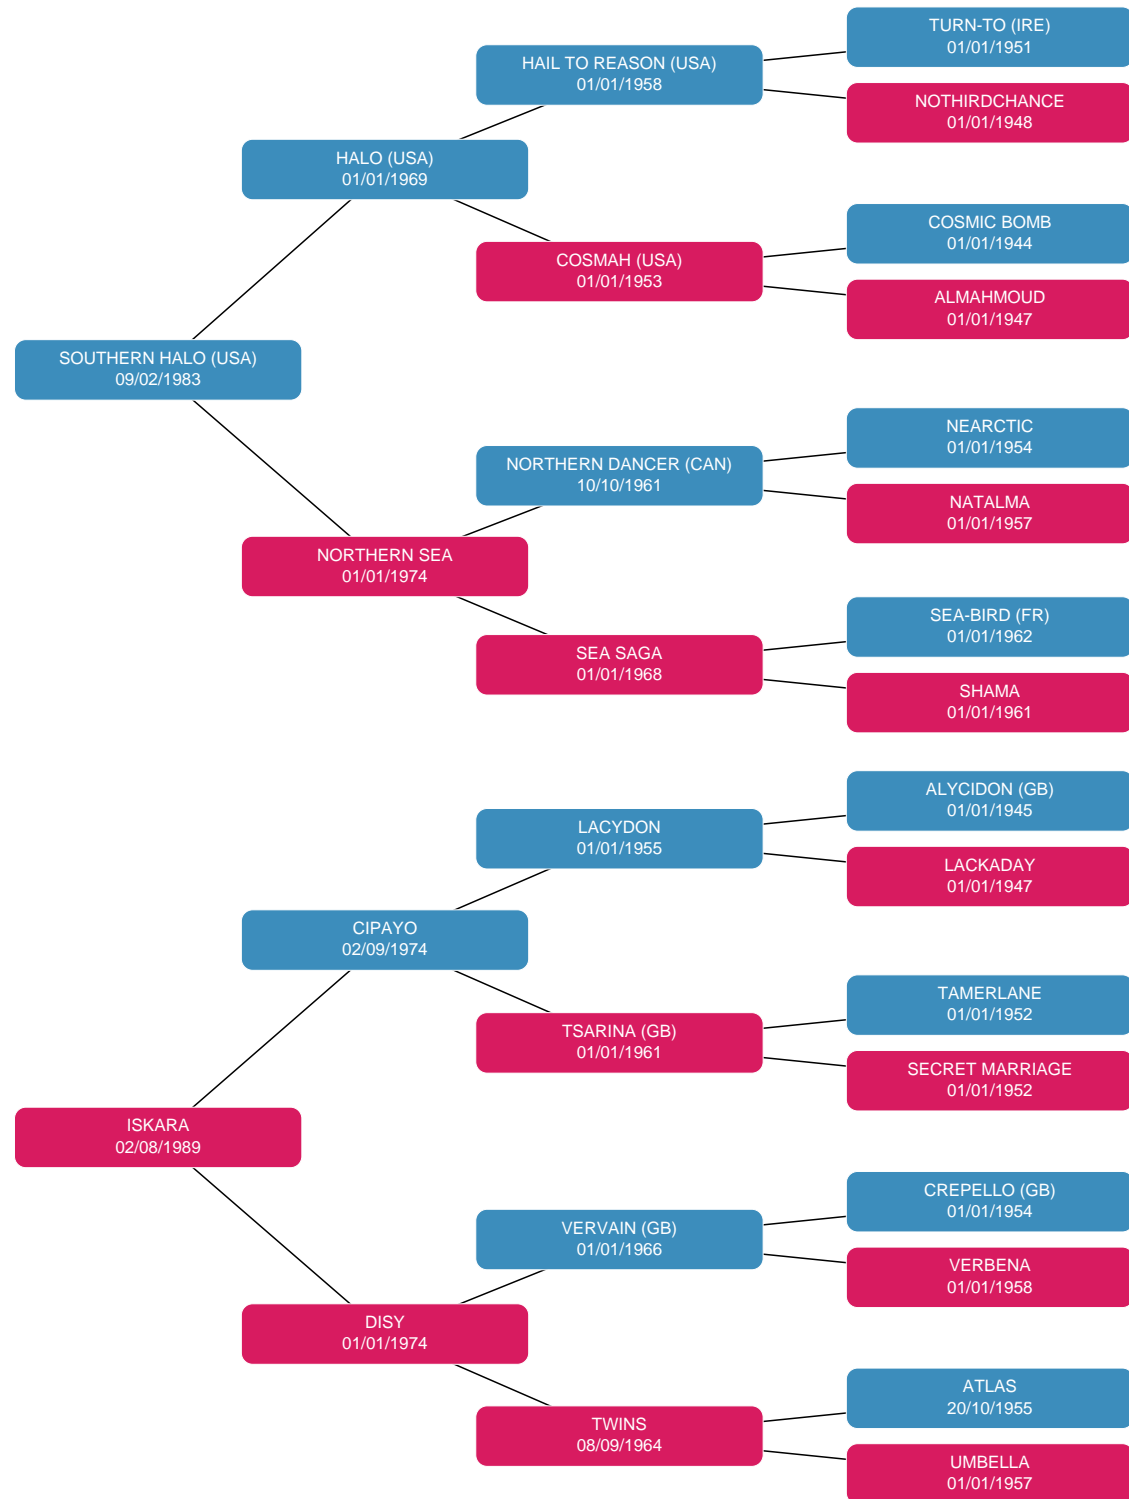 TURN-TO (IRE)
01/01/1951
HAIL TO REASON (USA)
01/01/1958
NOTHIRDCHANCE
01/01/1948
HALO (USA)
01/01/1969
COSMIC BOMB
01/01/1944
COSMAH (USA)
01/01/1953
ALMAHMOUD
01/01/1947
SOUTHERN HALO (USA)
09/02/1983
NEARCTIC
01/01/1954
NORTHERN DANCER (CAN)
10/10/1961
NATALMA
01/01/1957
NORTHERN SEA
01/01/1974
SEA-BIRD (FR)
01/01/1962
SEA SAGA
01/01/1968
SHAMA
01/01/1961
ALYCIDON (GB)
01/01/1945
LACYDON
01/01/1955
LACKADAY
01/01/1947
CIPAYO
02/09/1974
TAMERLANE
01/01/1952
TSARINA (GB)
01/01/1961
SECRET MARRIAGE
01/01/1952
ISKARA
02/08/1989
CREPELLO (GB)
01/01/1954
VERVAIN (GB)
01/01/1966
VERBENA
01/01/1958
DISY
01/01/1974
ATLAS
20/10/1955
TWINS
08/09/1964
UMBELLA
01/01/1957